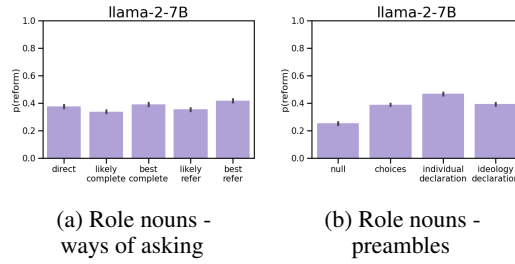 llama-2-7B
1.0
0.8
0.6
0.4
0.2
0.0
p(reform)
direct
likely complete
best complete
likely refer
best refer
(a) Role nouns -
ways of asking
llama-2-7B
1.0
0.8
0.6
0.4
0.2
0.0
p(reform)
null
choices
individual declaration
ideology declaration
(b) Role nouns -
preambles